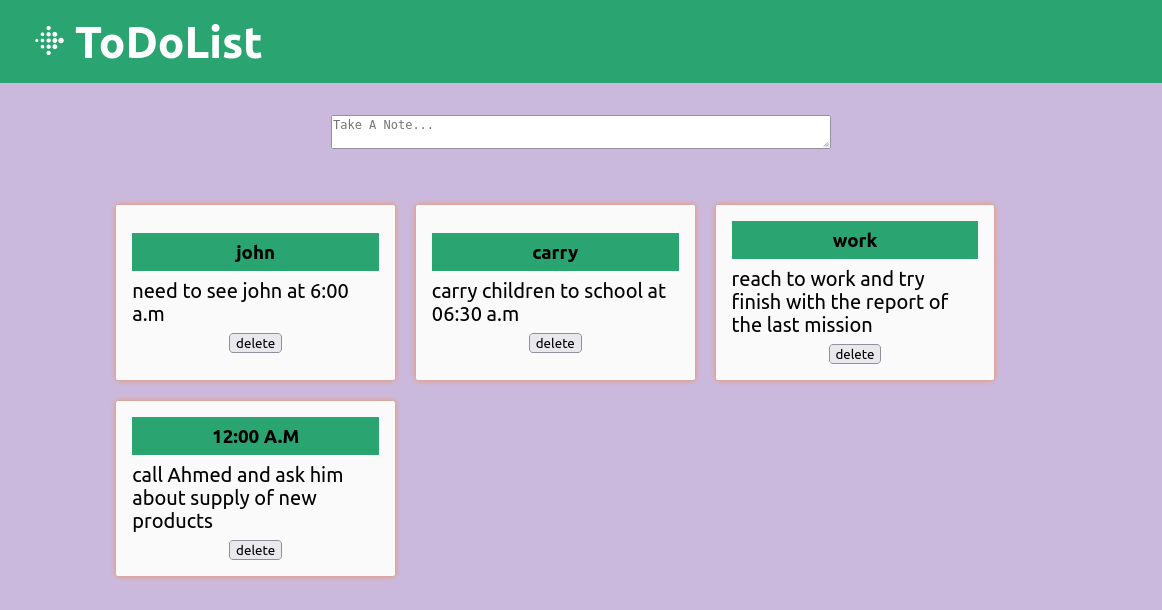 ToDoList
Take A Note...
john
need to see john at 6:00
a.m
delete
carry
carry children to school at
06:30 a.m
delete
work
reach to work and try
finish with the report of
the last mission
delete
12:00 A.M
call Ahmed and ask him
about supply of new
products
delete